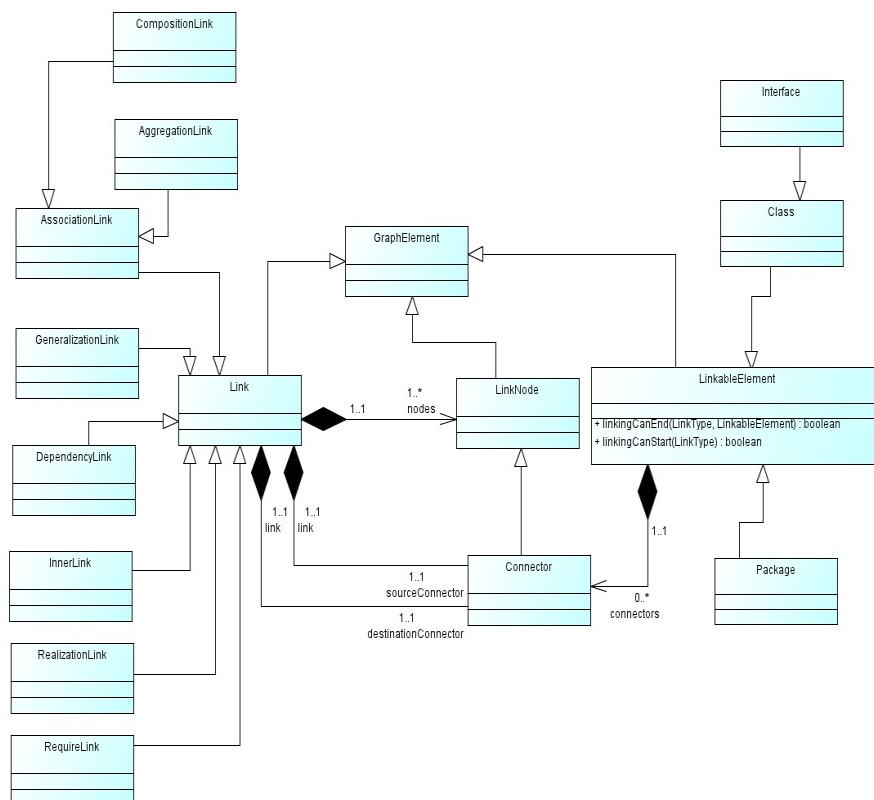 CompositionLink
Interface
AggregationLink
AssociationLink
Class
GraphElement
GeneralizationLink
Link
LinkNode
LinkableElement
1..1
1..*
nodes
+ linkingCanEnd(LinkType, LinkableElement) : boolean
+ linkingCanStart(LinkType) : boolean
DependencyLink
1..1
link
1..1
link
1..1
InnerLink
Connector
Package
1..1
sourceConnector
0..*
connectors
1..1
destinationConnector
RealizationLink
RequireLink